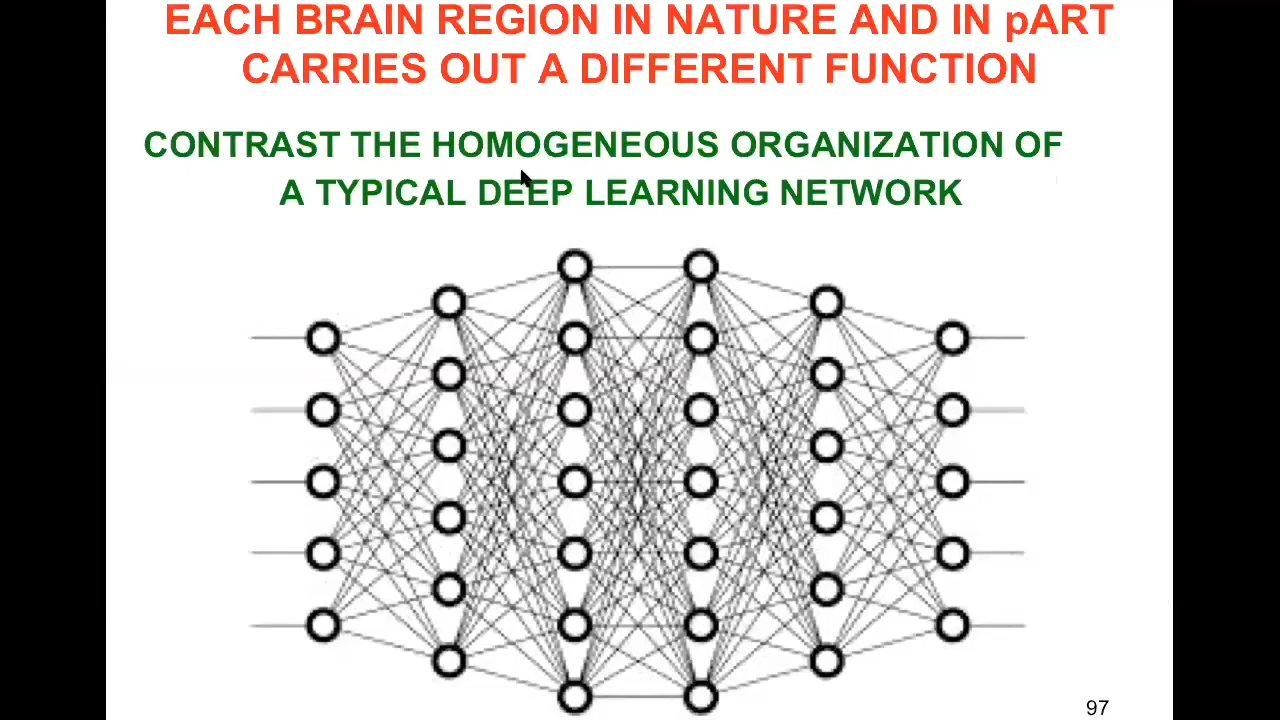 EACH BRAIN REGION IN NATURE AND IN pART
CARRIES OUT A DIFFERENT FUNCTION
CONTRAST THE HOMOGENEOUS ORGANIZATION OF
A TYPICAL DEEP LEARNING NETWORK
97